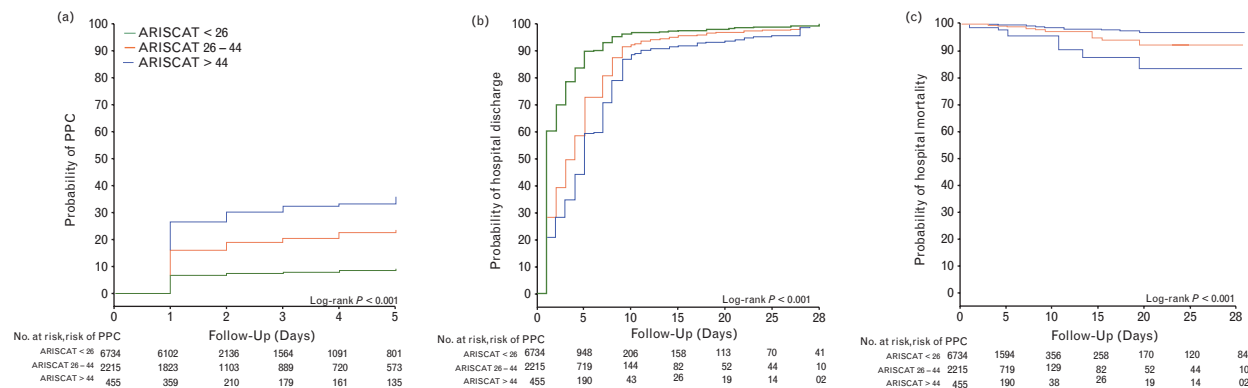 (a)
ARISCAT < 26
ARISCAT 26 – 44
ARISCAT > 44
Probability of PPC
100
90
80
70
60
50
40
30
20
10
0
Log-rank P < 0.001
0 1 2 3 4 5
Follow-Up (Days)
No. at risk,risk of PPC
ARISCAT < 26 6734 6102 2136 1564 1091 801
ARISCAT 26 – 44 2215 1823 1103 889 720 573
ARISCAT > 44 455 359 210 179 161 135
(b)
Probability of hospital discharge
100
90
80
70
60
50
40
30
20
10
0
Log-rank P < 0.001
0 5 10 15 20 25 28
Follow-Up (Days)
No. at risk,risk of PPC
ARISCAT < 26 6734 948 206 158 113 70 41
ARISCAT 26 – 44 2215 719 144 82 52 44 10
ARISCAT > 44 455 190 43 26 19 14 02
(c)
Probability of hospital mortality
100
90
80
70
60
50
40
30
20
10
0
Log-rank P < 0.001
0 5 10 15 20 25 28
Follow-Up (Days)
No. at risk,risk of PPC
ARISCAT < 26 6734 1594 356 258 170 120 84
ARISCAT 26 – 44 2215 719 129 82 52 44 10
ARISCAT > 44 455 190 38 26 19 14 02